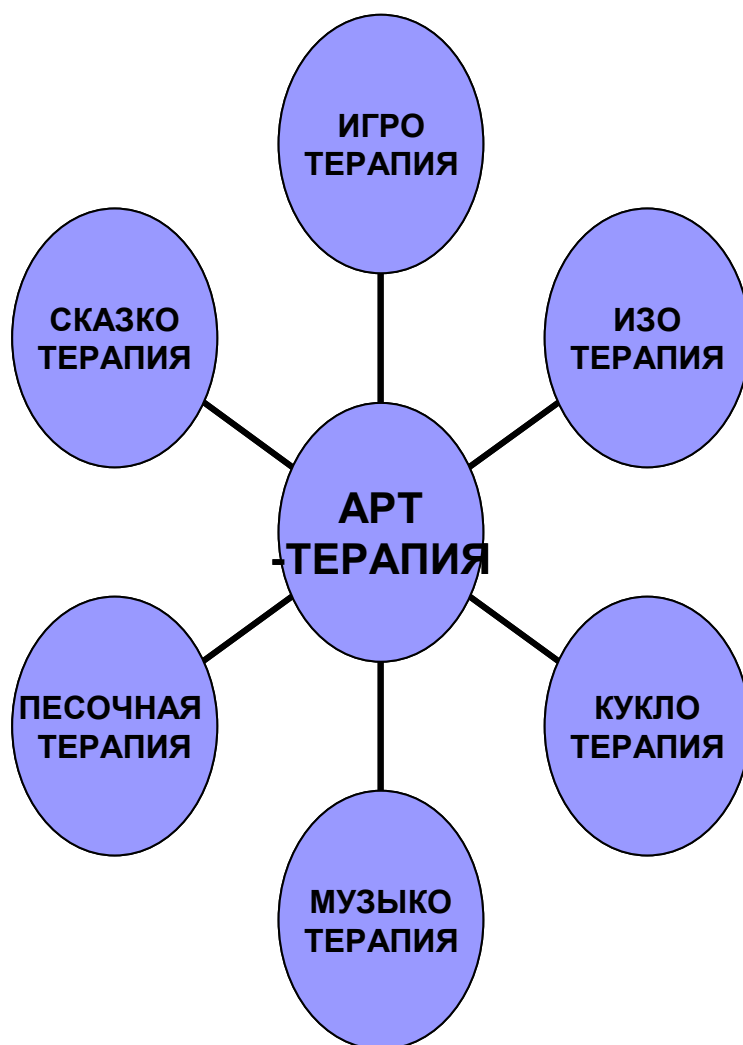 ИГРО
ТЕРАПИЯ
СКАЗКО
ТЕРАПИЯ
ИЗО
ТЕРАПИЯ
АРТ
-ТЕРАПИЯ
ПЕСОЧНАЯ
ТЕРАПИЯ
КУКЛО
ТЕРАПИЯ
МУЗЫКО
ТЕРАПИЯ